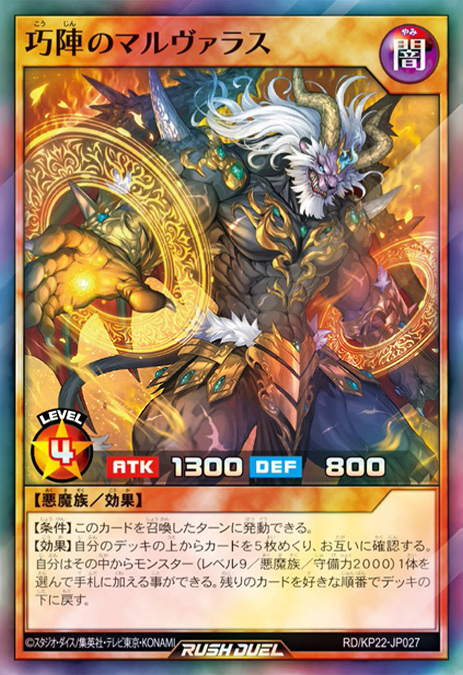 こう じん
巧陣のマルヴァラス
やみ
闇
LEVEL
4
ATK 1300 DEF 800
【悪魔族／効果】
【条件】このカードを召喚したターンに発動できる。
【効果】自分のデッキの上からカードを５枚めくり、お互いに確認する。
自分はその中からモンスター（レベル９／悪魔族／守備力2000）１体を
選んで手札に加える事ができる。残りのカードを好きな順番でデッキの
下に戻す。
©スタジオ・ダイス/集英社・テレビ東京・KONAMI RUSH DUEL RD/KP22-JP027